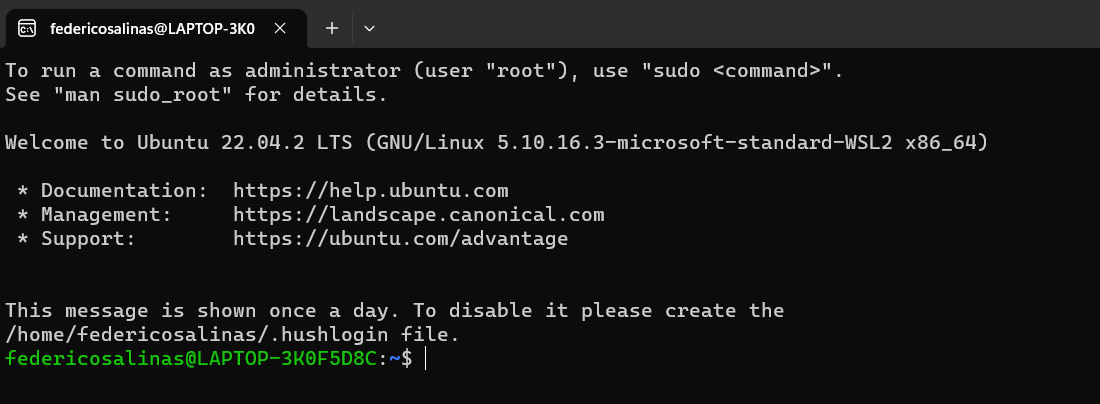 federicosalinas@LAPTOP-3K0
To run a command as administrator (user "root"), use "sudo <command>".
See "man sudo_root" for details.
Welcome to Ubuntu 22.04.2 LTS (GNU/Linux 5.10.16.3-microsoft-standard-WSL2 x86_64)
* Documentation:  https://help.ubuntu.com
* Management:     https://landscape.canonical.com
* Support:        https://ubuntu.com/advantage
This message is shown once a day. To disable it please create the
/home/federicosalinas/.hushlogin file.
federicosalinas@LAPTOP-3K0F5D8C:~$